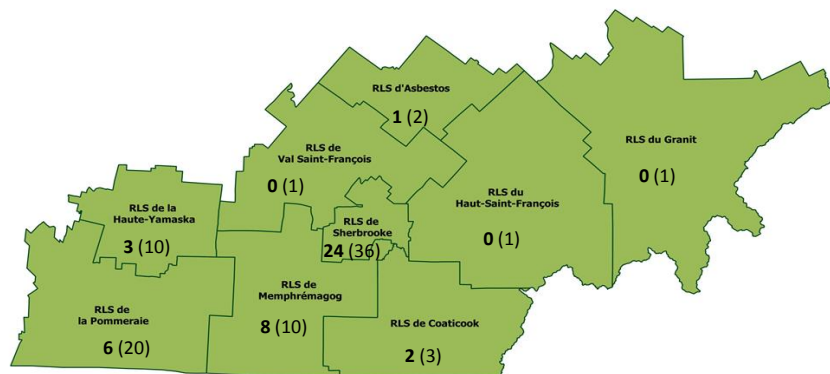 RLS d'Asbestos
1 (2)
RLS de
Val Saint-François
0 (1)
RLS du Granit
0 (1)
RLS du
Haut-Saint-François
0 (1)
RLS de la
Haute-Yamaska
3 (10)
RLS de
Sherbrooke
24 (36)
RLS de
la Pommeraie
6 (20)
RLS de
Memphrémagog
8 (10)
RLS de Coaticook
2 (3)